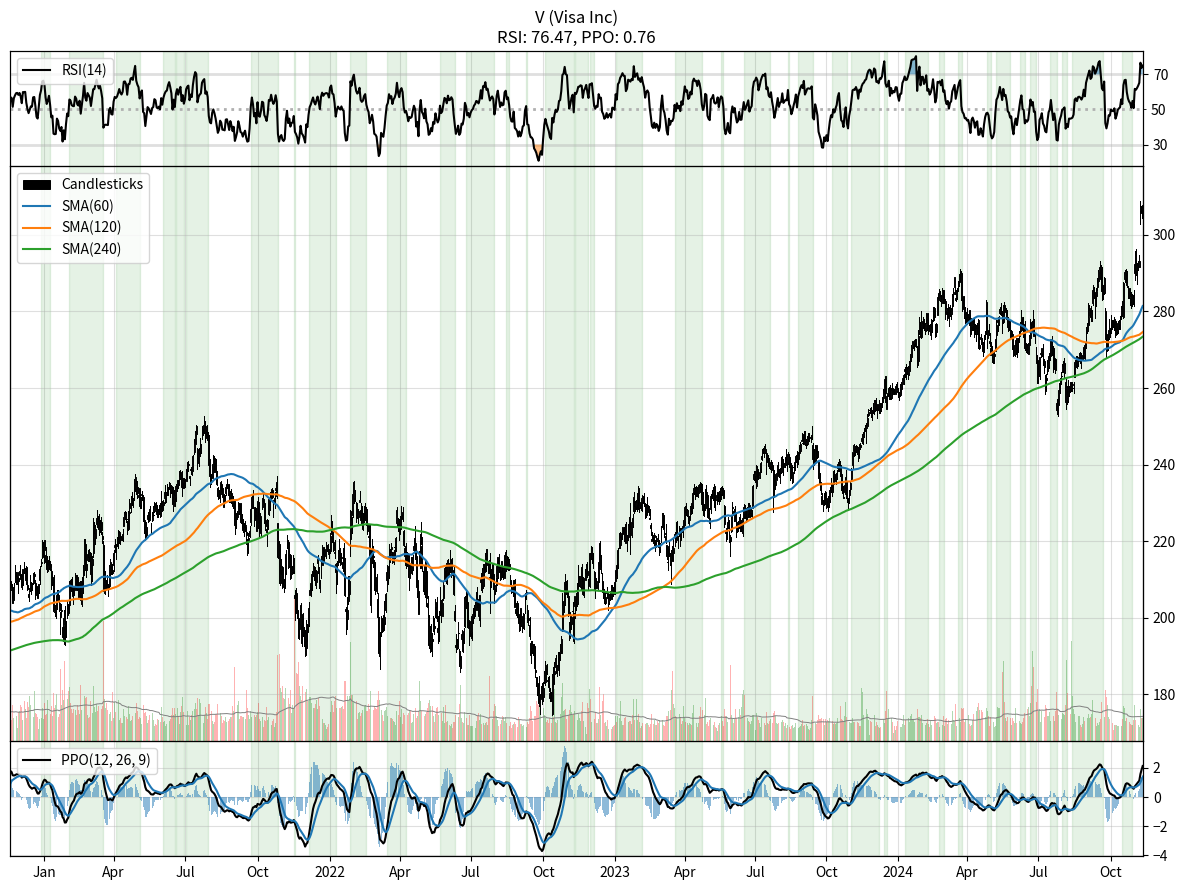 V (Visa Inc)
RSI: 76.47, PPO: 0.76
RSI(14)
70
50
30
Candlesticks
SMA(60)
SMA(120)
SMA(240)
300
280
260
240
220
200
180
PPO(12, 26, 9)
2
0
−2
−4
Jan Apr Jul Oct 2022 Apr Jul Oct 2023 Apr Jul Oct 2024 Apr Jul Oct